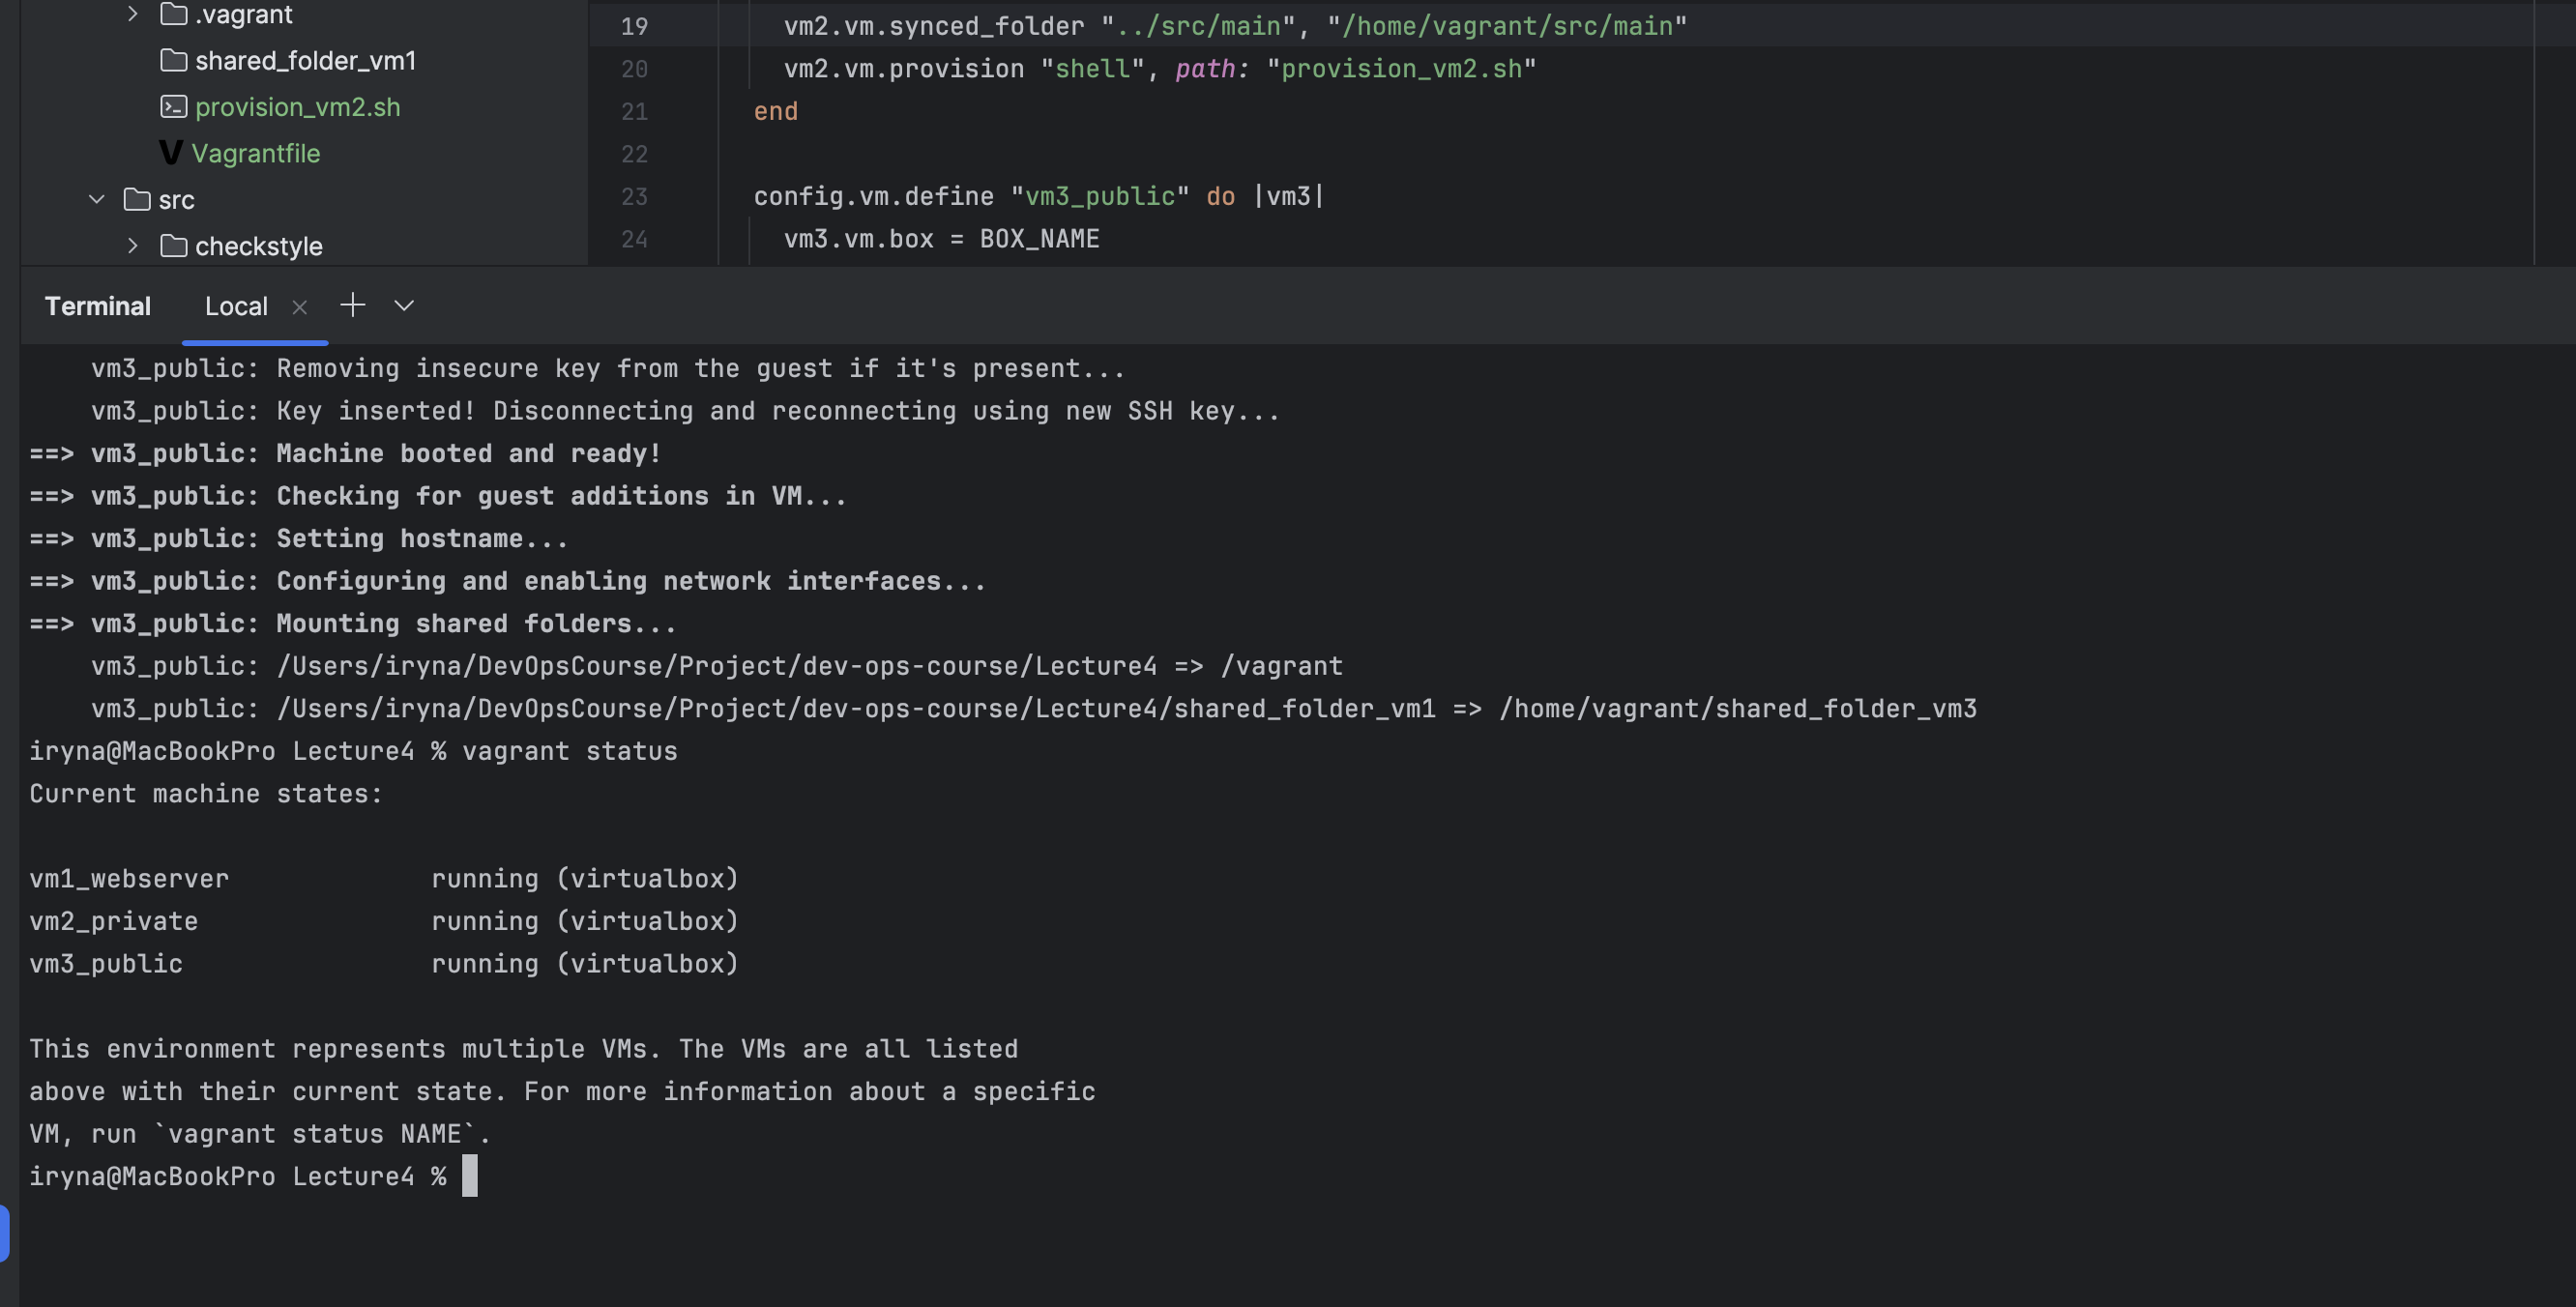 .vagrant
shared_folder_vm1
provision_vm2.sh
V Vagrantfile
src
checkstyle
19 vm2.vm.synced_folder "../src/main", "/home/vagrant/src/main"
20 vm2.vm.provision "shell", path: "provision_vm2.sh"
21 end
22
23 config.vm.define "vm3_public" do |vm3|
24 vm3.vm.box = BOX_NAME
Terminal Local × + 
vm3_public: Removing insecure key from the guest if it's present...
vm3_public: Key inserted! Disconnecting and reconnecting using new SSH key...
==> vm3_public: Machine booted and ready!
==> vm3_public: Checking for guest additions in VM...
==> vm3_public: Setting hostname...
==> vm3_public: Configuring and enabling network interfaces...
==> vm3_public: Mounting shared folders...
vm3_public: /Users/iryna/DevOpsCourse/Project/dev-ops-course/Lecture4 => /vagrant
vm3_public: /Users/iryna/DevOpsCourse/Project/dev-ops-course/Lecture4/shared_folder_vm1 => /home/vagrant/shared_folder_vm3
iryna@MacBookPro Lecture4 % vagrant status
Current machine states:
vm1_webserver running (virtualbox)
vm2_private running (virtualbox)
vm3_public running (virtualbox)
This environment represents multiple VMs. The VMs are all listed
above with their current state. For more information about a specific
VM, run `vagrant status NAME`.
iryna@MacBookPro Lecture4 %